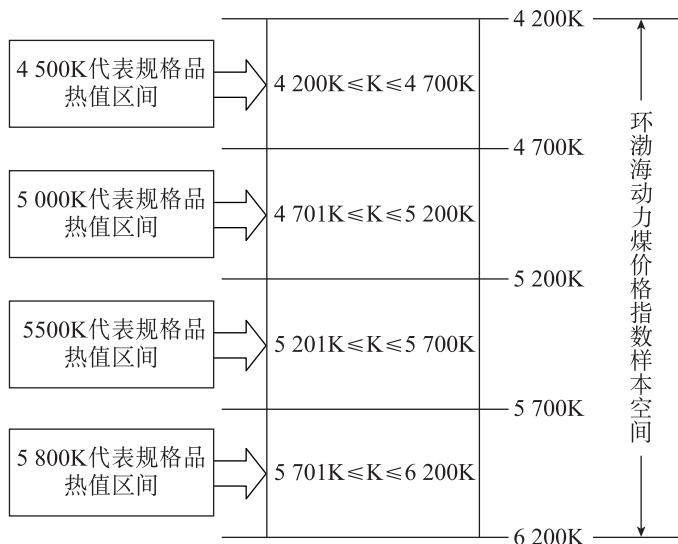 4 200K
4 500K代表规格品
热值区间
4 200K≤K≤4 700K
4 700K
5 000K代表规格品
热值区间
4 701K≤K≤5 200K
5 200K
5500K代表规格品
热值区间
5 201K≤K≤5 700K
5 700K
5 800K代表规格品
热值区间
5 701K≤K≤6 200K
6 200K
环渤海动力煤价格指数样本空间